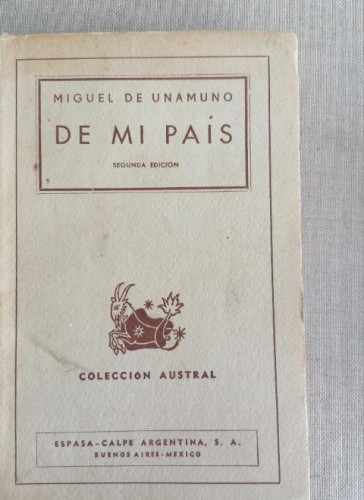 MIGUEL DE UNAMUNO
DE MI PAÍS
SEGUNDA EDICIÓN
COLECCIÓN AUSTRAL
ESPASA-CALPE ARGENTINA, S. A.
BUENOS AIRES-MEXICO